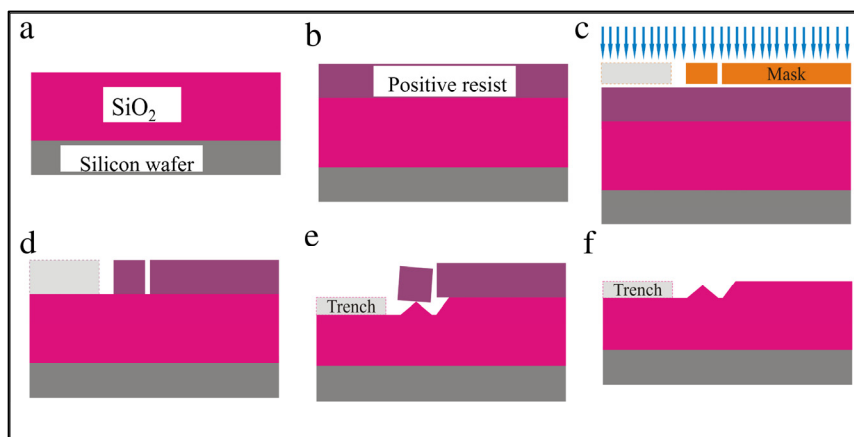 a
b
c
SiO₂
Silicon wafer
Positive resist
Mask
d
e
f
Trench
Trench